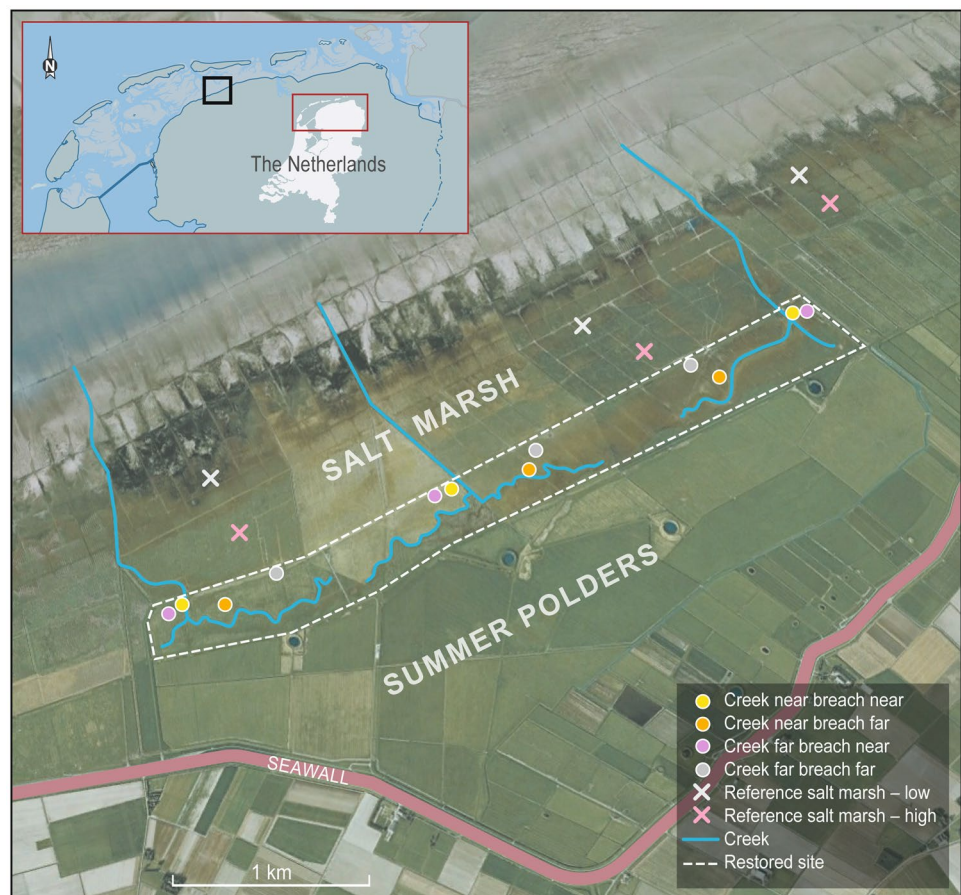 N
The Netherlands
SALT MARSH
SUMMER POLDERS
SEAWALL
1 km
Creek near breach near
Creek near breach far
Creek far breach near
Creek far breach far
Reference salt marsh – low
Reference salt marsh – high
Creek
Restored site